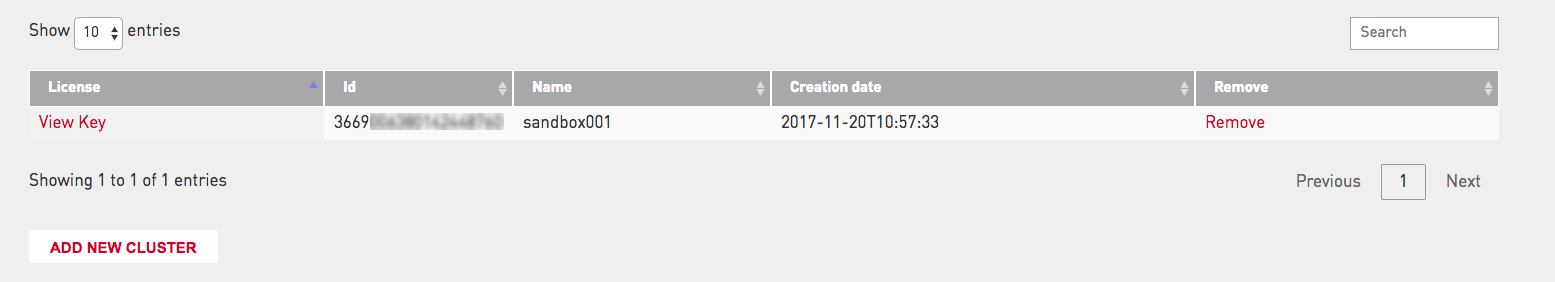 Show 10 entries
Search
License Id Name Creation date Remove
View Key 3669 sandbox001 2017-11-20T10:57:33 Remove
Showing 1 to 1 of 1 entries
Previous 1 Next
ADD NEW CLUSTER